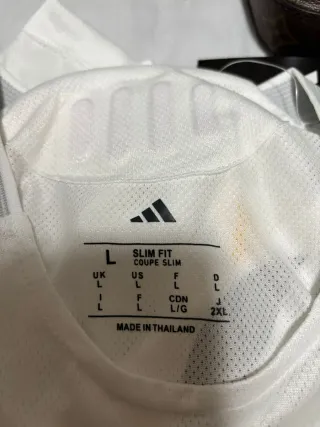 L SLIM FIT
COUPE SLIM
UK US F D
L L L L
I F CDN J
L L L/G 2XL
MADE IN THAILAND